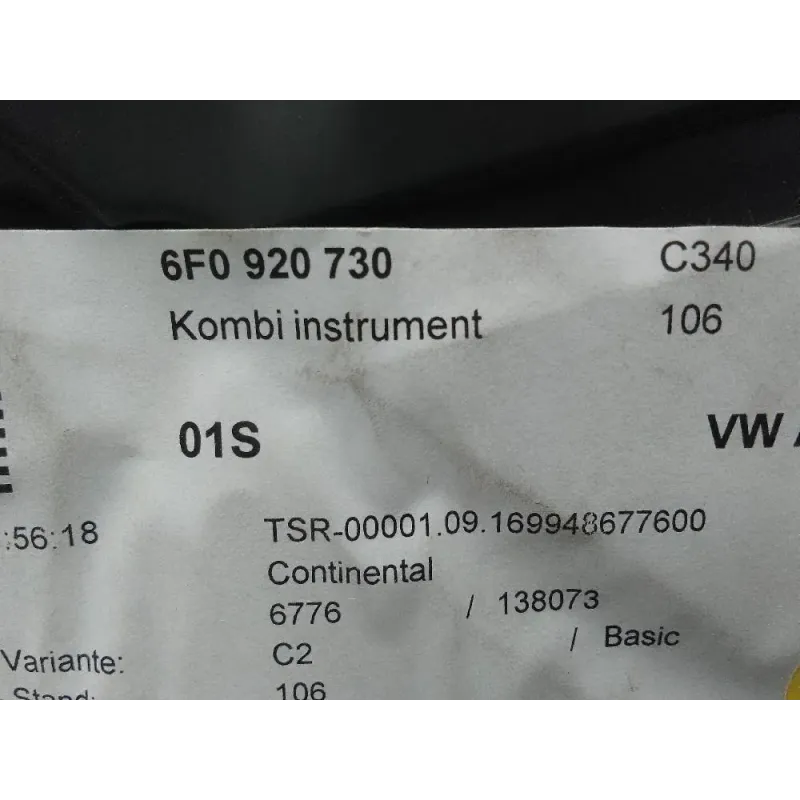 6F0 920 730 C340
Kombi instrument 106
01S VW
:56:18 TSR-00001.09.169948677600
Continental
6776 / 138073
/ Basic
Variante: C2
Stand: 106